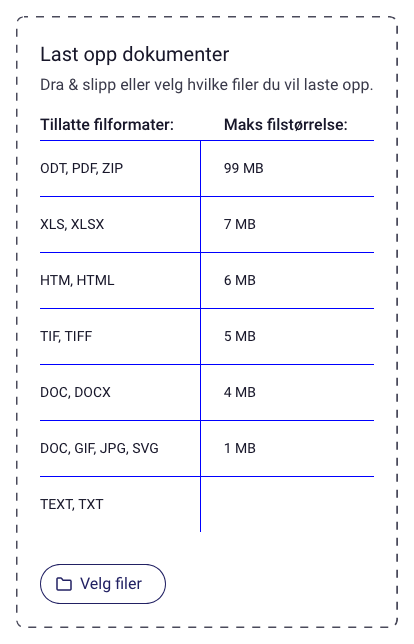 Last opp dokumenter
Dra & slipp eller velg hvilke filer du vil laste opp.
Tillatte filformater: Maks filstørrelse:
ODT, PDF, ZIP 99 MB
XLS, XLSX 7 MB
HTM, HTML 6 MB
TIF, TIFF 5 MB
DOC, DOCX 4 MB
DOC, GIF, JPG, SVG 1 MB
TEXT, TXT
Velg filer